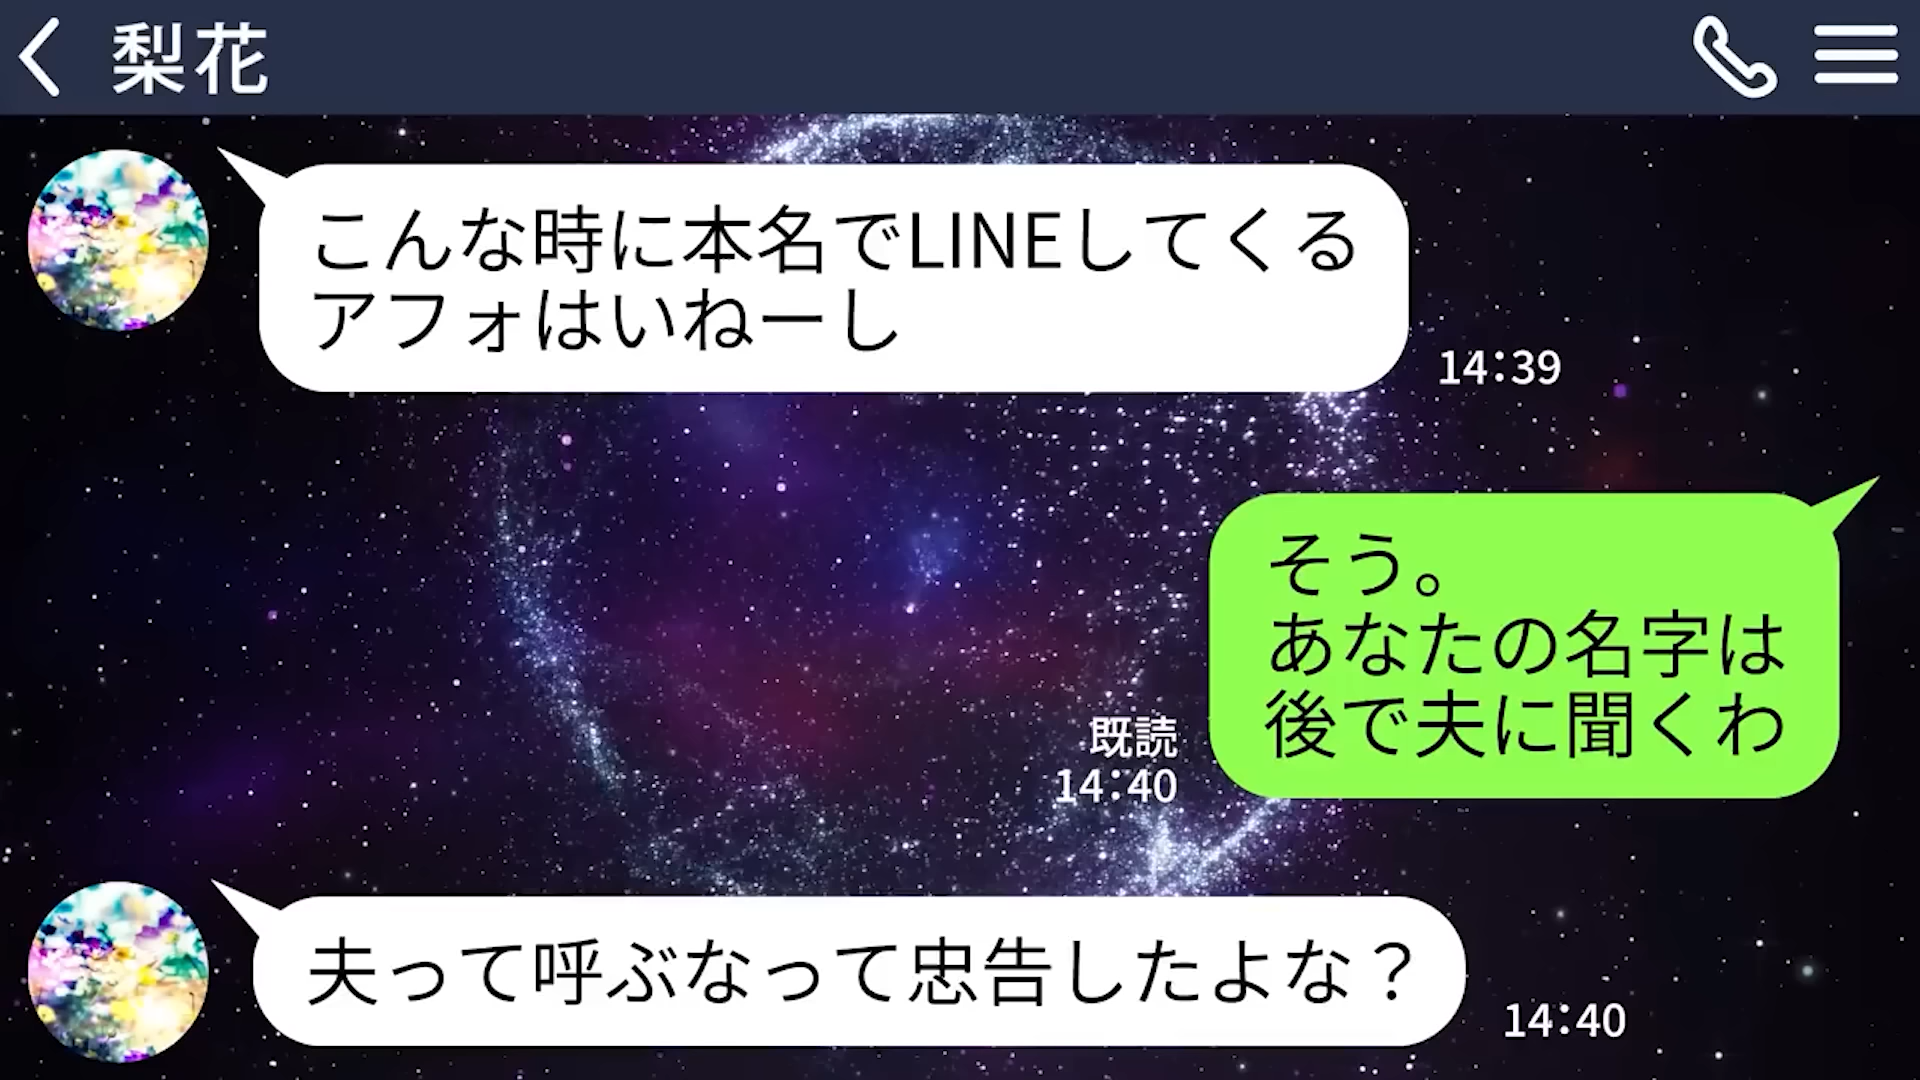 梨花
こんな時に本名でLINEしてくる
アフォはいねーし
14:39
そう。
あなたの名字は
後で夫に聞くわ
既読
14:40
夫って呼ぶなって忠告したよな？
14:40